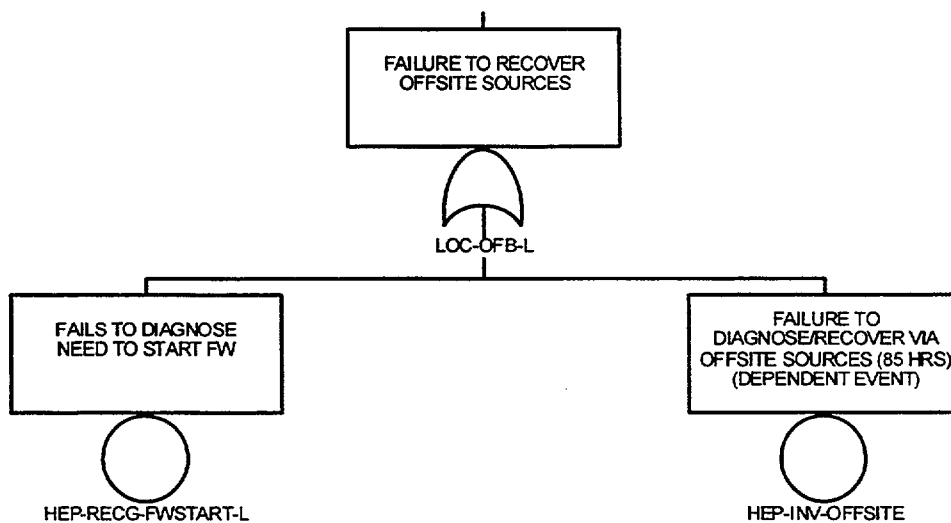 FAILURE TO RECOVER
OFFSITE SOURCES
LOC-OFB-L
FAILS TO DIAGNOSE
NEED TO START FW
FAILURE TO
DIAGNOSE/RECOVER VIA
OFFSITE SOURCES (85 HRS)
(DEPENDENT EVENT)
HEP-RECG-FWSTART-L
HEP-INV-OFFSITE